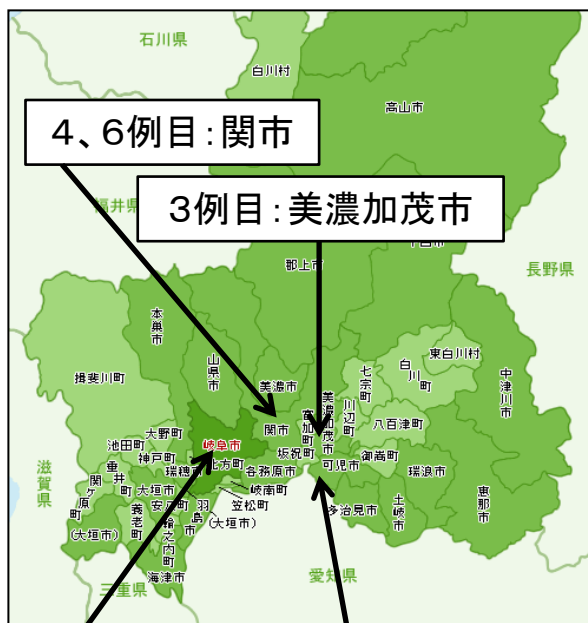 石川県
白川村
高山市
4、6例目：関市
福井県
3例目：美濃加茂市
郡上市
長野県
本巣市
山県市
揖斐川町
美濃市
七宗町
白川町
東白川村
中津川市
関市
富加町
美濃加茂市
川辺町
八百津町
大野町
岐阜市
坂祝町
可児市
御嵩町
池田町
神戸町
北方町
各務原市
瑞浪市
滋賀県
関ヶ原町
垂井町
瑞穂市
岐南町
恵那市
大垣市
羽島市
笠松町
土岐市
(大垣市)
養老町
安八町
輪之内町
(大垣市)
多治見市
海津市
愛知県
三重県